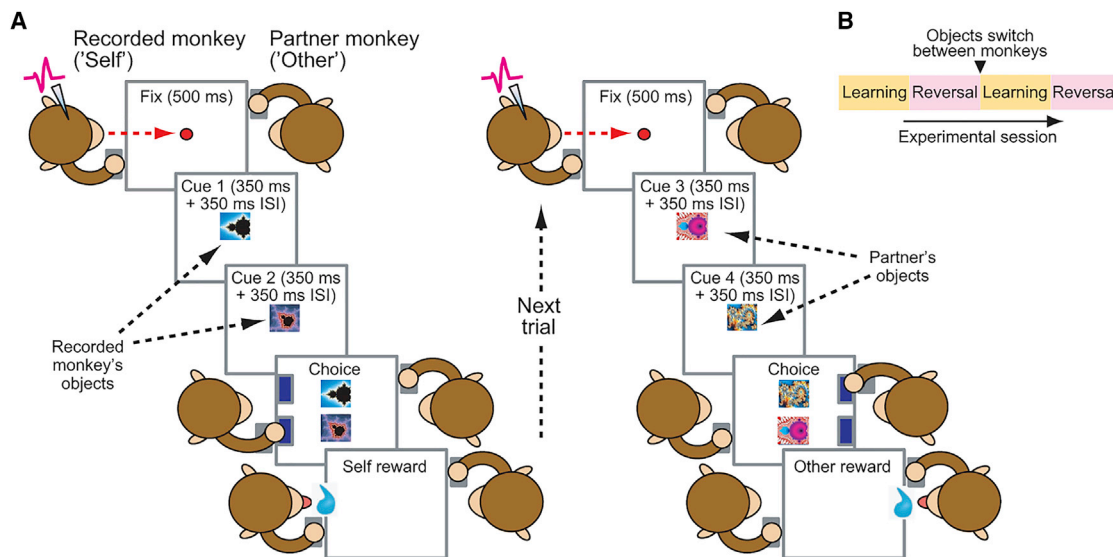 A
Recorded monkey
('Self')
Partner monkey
('Other')
Fix (500 ms)
Cue 1 (350 ms
+ 350 ms ISI)
Cue 2 (350 ms
+ 350 ms ISI)
Recorded
monkey's
objects
Choice
Self reward
Next
trial
Fix (500 ms)
Cue 3 (350 ms
+ 350 ms ISI)
Cue 4 (350 ms
+ 350 ms ISI)
Partner's
objects
Choice
Other reward
B
Objects switch
between monkeys
Learning Reversal Learning Reversal
Experimental session